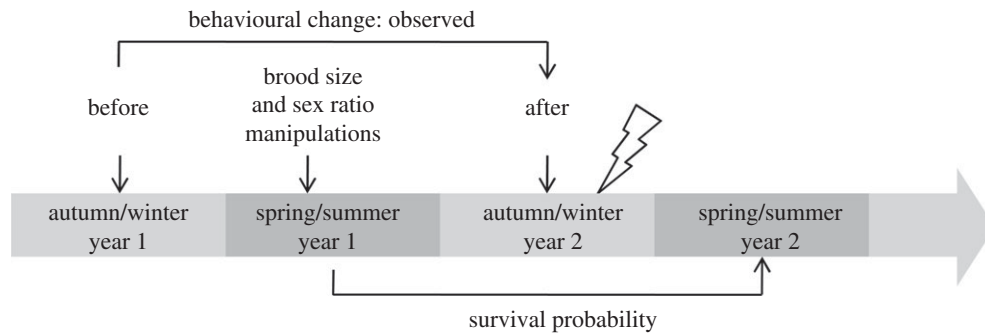 behavioural change: observed
before
brood size
and sex ratio
manipulations
after
autumn/winter
year 1
spring/summer
year 1
autumn/winter
year 2
spring/summer
year 2
survival probability